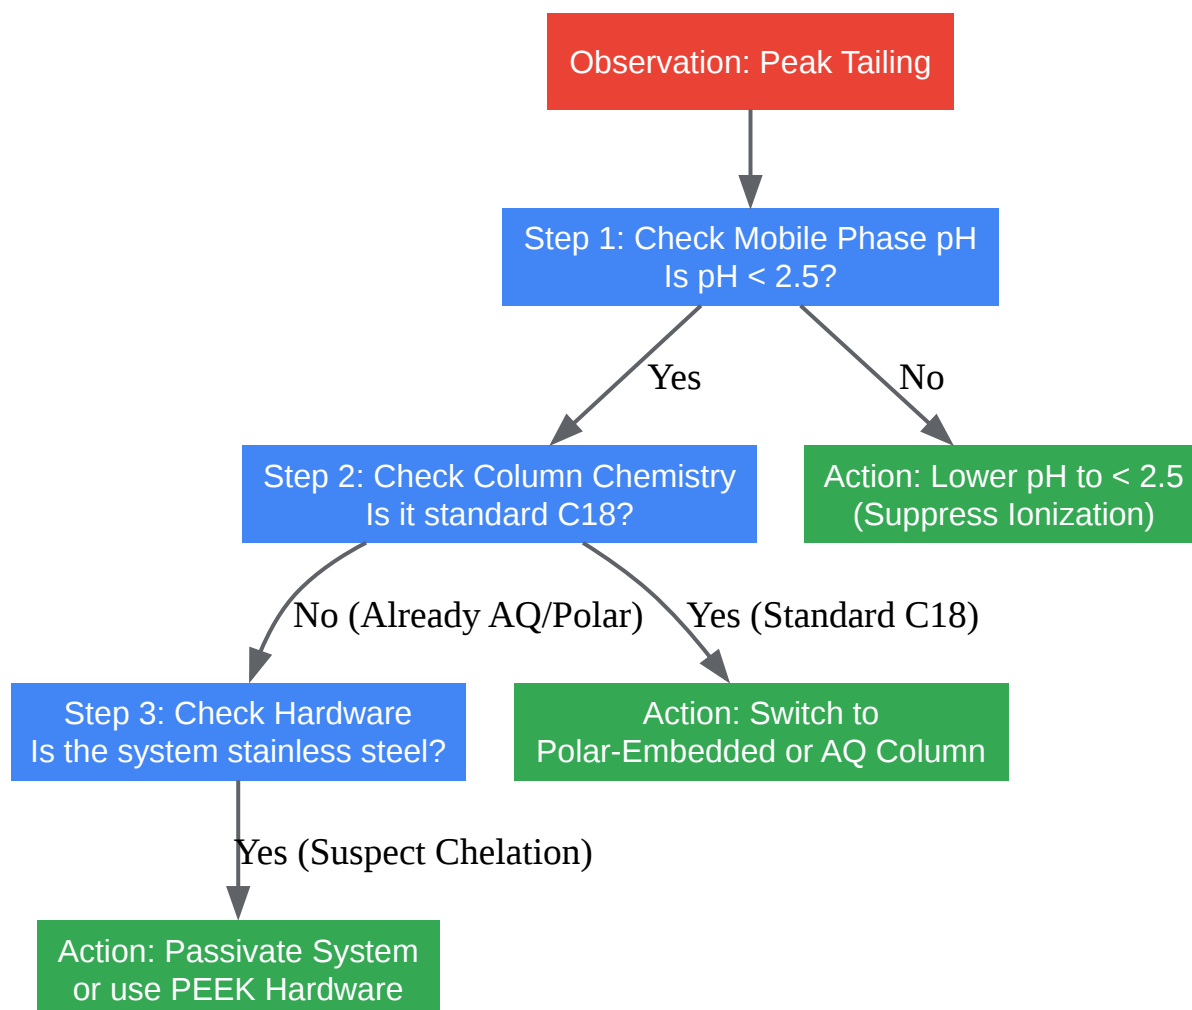 Observation: Peak Tailing
Step 1: Check Mobile Phase pH
Is pH < 2.5?
Yes
No
Step 2: Check Column Chemistry
Is it standard C18?
Action: Lower pH to < 2.5
(Suppress Ionization)
No (Already AQ/Polar)
Yes (Standard C18)
Step 3: Check Hardware
Is the system stainless steel?
Action: Switch to
Polar-Embedded or AQ Column
Yes (Suspect Chelation)
Action: Passivate System
or use PEEK Hardware